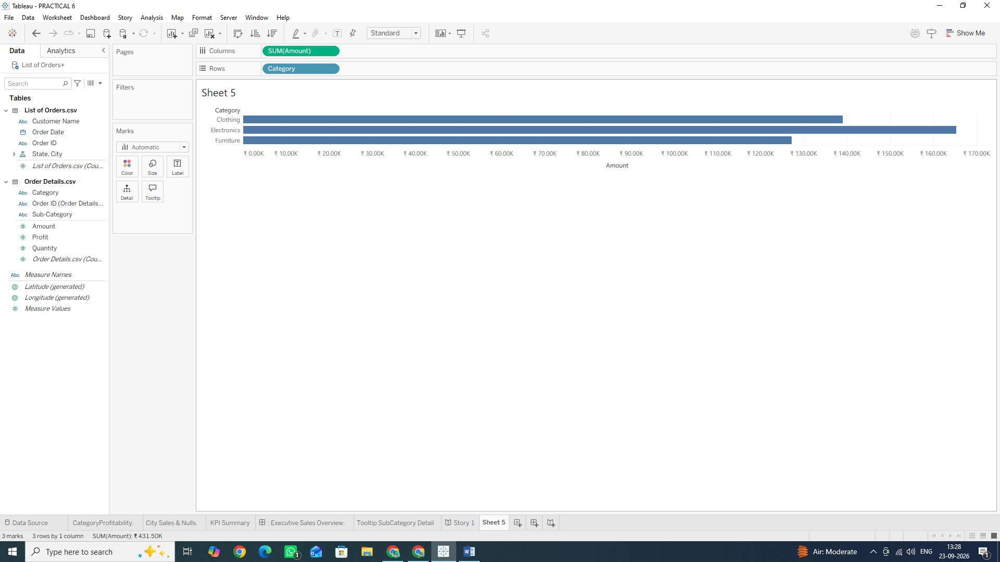 Tableau - PRACTICAL 6
File Data Worksheet Dashboard Story Analysis Map Format Server Window Help
Standard
Show Me
Data Analytics
List of Orders+
Search
Tables
List of Orders.csv
Abc Customer Name
Order Date
Abc Order ID
State, City
List of Orders.csv (Cou...
Order Details.csv
Abc Category
Abc Order ID (Order Details...
Abc Sub-Category
Amount
Profit
Quantity
Order Details.csv (Cou...
Abc Measure Names
Latitude (generated)
Longitude (generated)
Measure Values
Pages
Filters
Marks
Automatic
Color Size Label
Detail Tooltip
Columns SUM(Amount)
Rows Category
Sheet 5
Category
Clothing
Electronics
Furniture
₹ 0.00K ₹ 10.00K ₹ 20.00K ₹ 30.00K ₹ 40.00K ₹ 50.00K ₹ 60.00K ₹ 70.00K ₹ 80.00K ₹ 90.00K ₹ 100.00K ₹ 110.00K ₹ 120.00K ₹ 130.00K ₹ 140.00K ₹ 150.00K ₹ 160.00K ₹ 170.00K
Amount
Data Source CategoryProfitability. City Sales & Nulls. KPI Summary : Executive Sales Overview. Tooltip SubCategory Detail Story 1 Sheet 5
3 marks 3 rows by 1 column SUM(Amount): ₹ 431.50K
Type here to search
1
Air: Moderate
ENG
13:28
23-09-2026
1